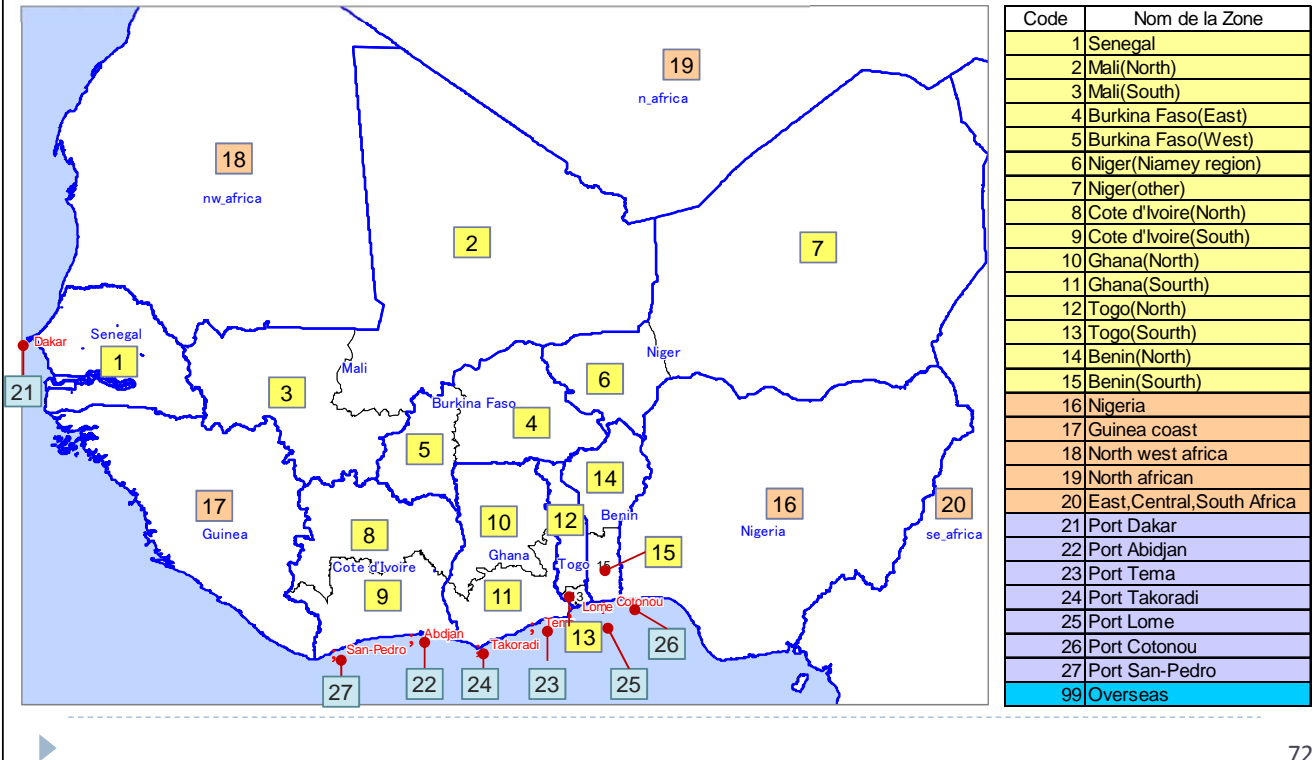 19
n_africa
18
nw_africa
2
7
Senegal
Dakar
1
21
Mali
3
Niger
6
Burkina Faso
4
5
14
17
Guinea
8
10
12
Benin
16
Nigeria
20
se_africa
Ghana
15
Cote d'Ivoire
Togo
15
9
11
13
Lome
Cotonou
Tem
13
Abdjan
San-Pedro
Takoradi
26
27
22
24
23
25
Code Nom de la Zone
1 Senegal
2 Mali(North)
3 Mali(South)
4 Burkina Faso(East)
5 Burkina Faso(West)
6 Niger(Niamey region)
7 Niger(other)
8 Cote d'Ivoire(North)
9 Cote d'Ivoire(South)
10 Ghana(North)
11 Ghana(Sourth)
12 Togo(North)
13 Togo(Sourth)
14 Benin(North)
15 Benin(Sourth)
16 Nigeria
17 Guinea coast
18 North west africa
19 North african
20 East,Central,South Africa
21 Port Dakar
22 Port Abidjan
23 Port Tema
24 Port Takoradi
25 Port Lome
26 Port Cotonou
27 Port San-Pedro
99 Overseas
72